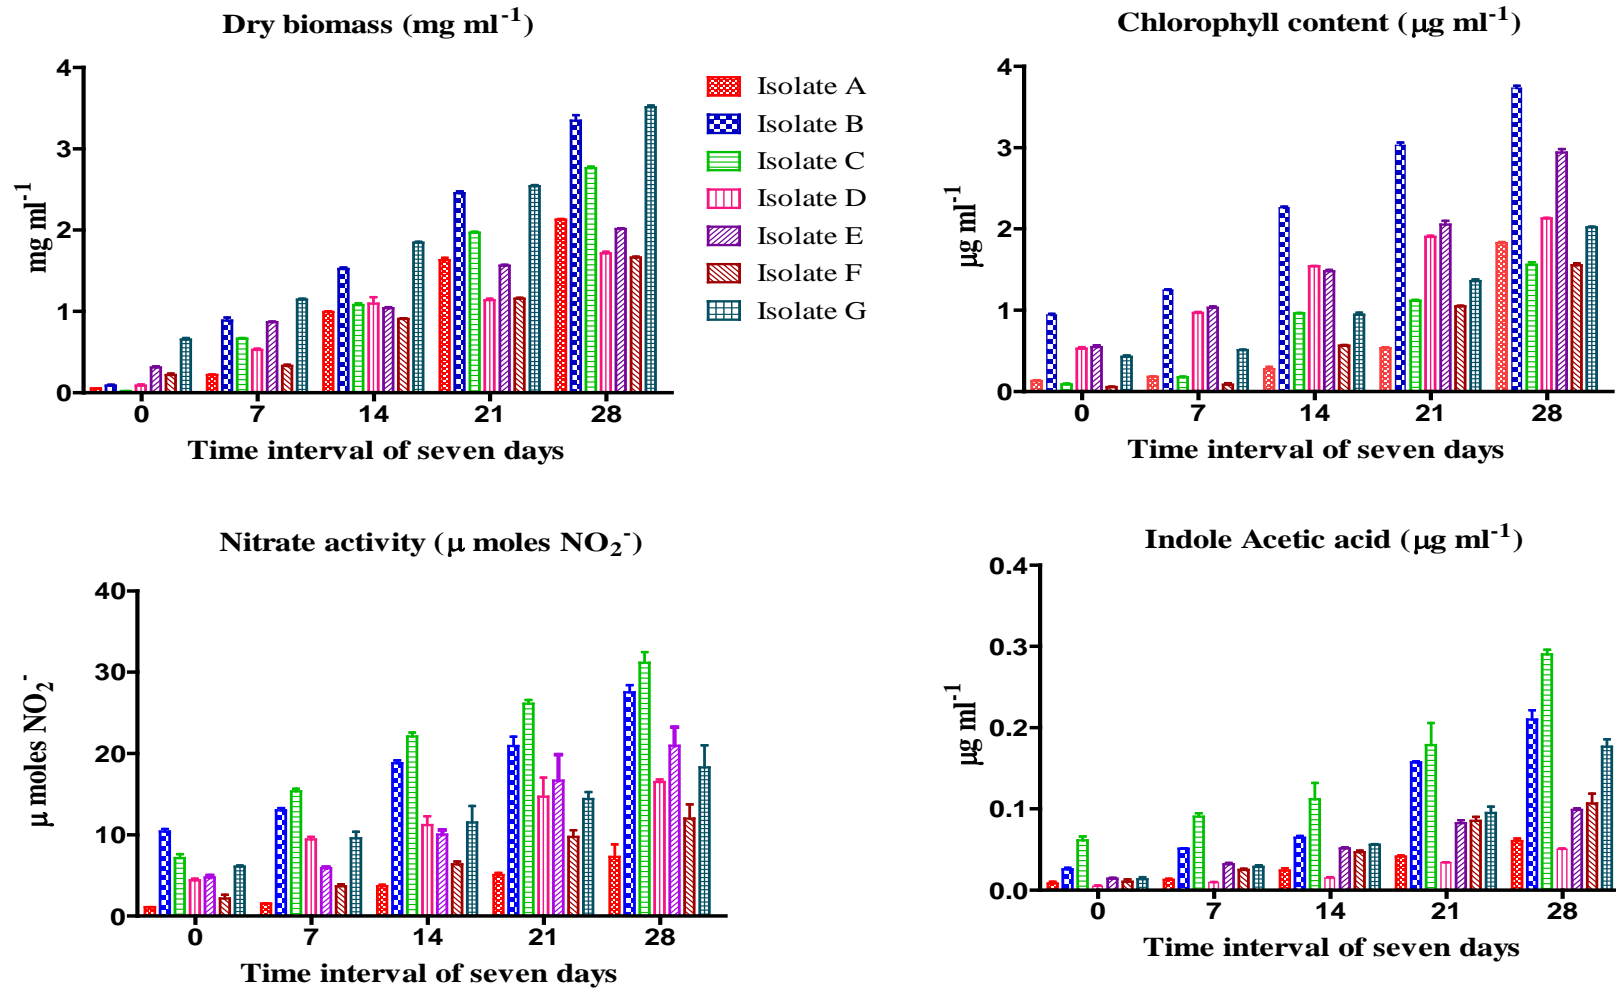 Dry biomass (mg ml⁻¹)
4
3
2
1
0
mg ml⁻¹
0 7 14 21 28
Time interval of seven days
Isolate A
Isolate B
Isolate C
Isolate D
Isolate E
Isolate F
Isolate G
Chlorophyll content (µg ml⁻¹)
4
3
2
1
0
µg ml⁻¹
0 7 14 21 28
Time interval of seven days
Nitrate activity (µ moles NO₂⁻)
40
30
20
10
0
µ moles NO₂⁻
0 7 14 21 28
Time interval of seven days
Indole Acetic acid (µg ml⁻¹)
0.4
0.3
0.2
0.1
0.0
µg ml⁻¹
0 7 14 21 28
Time interval of seven days